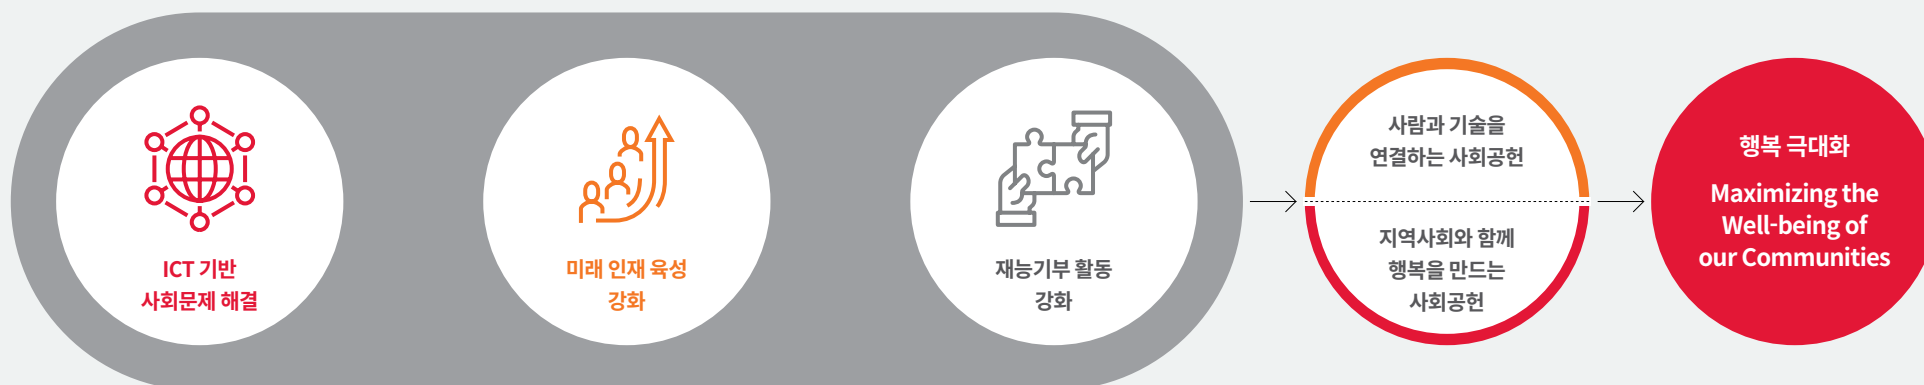 ICT 기반
사회문제 해결
미래 인재 육성
강화
재능기부 활동
강화
사람과 기술을
연결하는 사회공헌
지역사회와 함께
행복을 만드는
사회공헌
행복 극대화
Maximizing the
Well-being of
our Communities